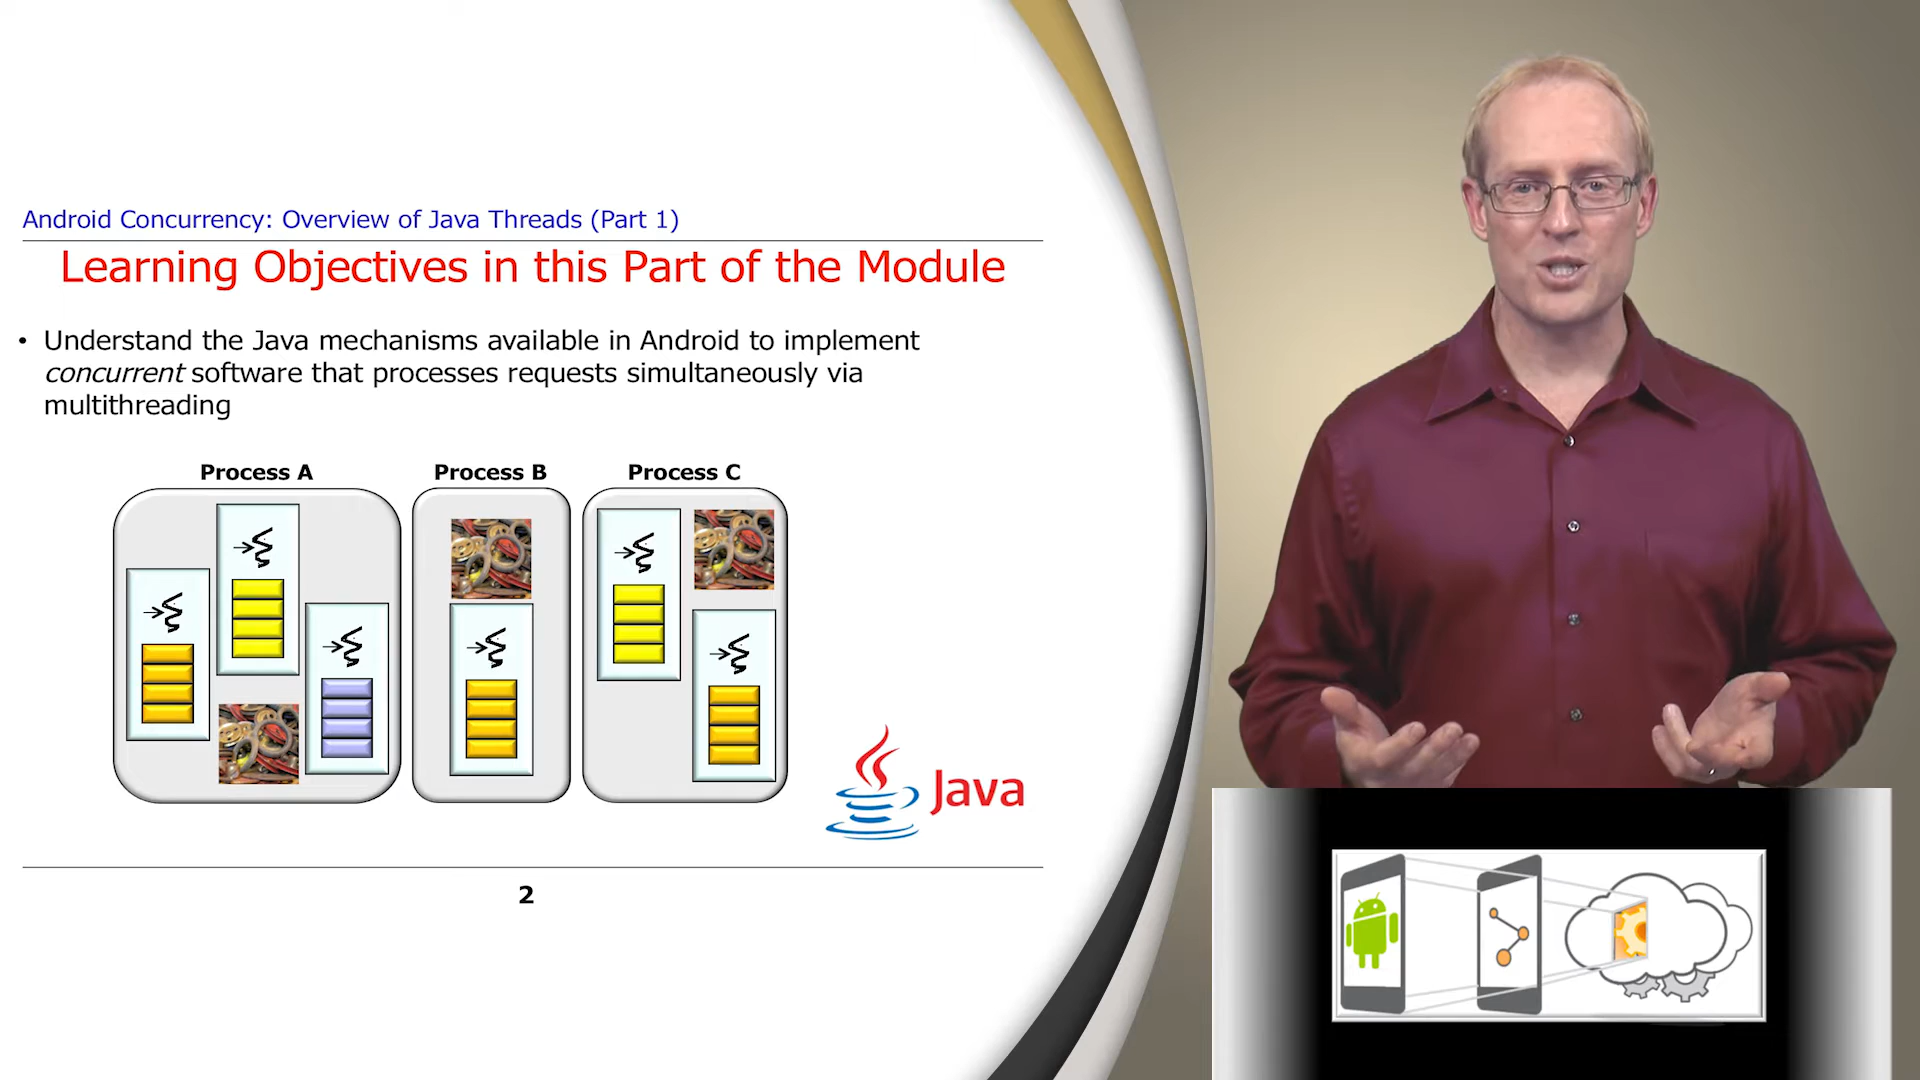 Android Concurrency: Overview of Java Threads (Part 1)
Learning Objectives in this Part of the Module
• Understand the Java mechanisms available in Android to implement
concurrent software that processes requests simultaneously via
multithreading
Process A Process B Process C
Java
2